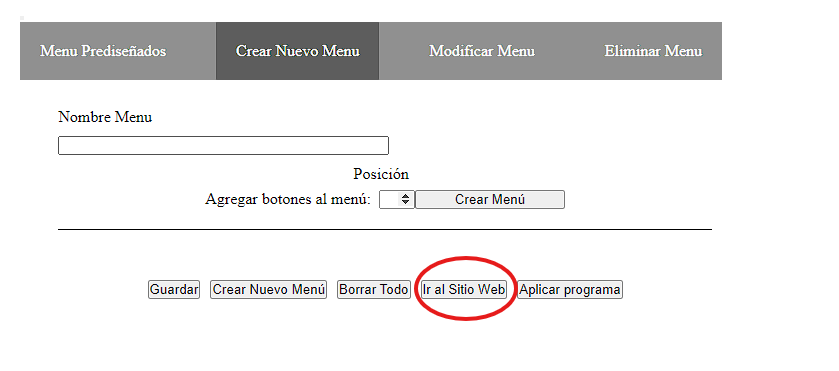 Menu Prediseñados Crear Nuevo Menu Modificar Menu Eliminar Menu
Nombre Menu
Posición
Agregar botones al menú: Crear Menú
Guardar Crear Nuevo Menú Borrar Todo Ir al Sitio Web Aplicar programa